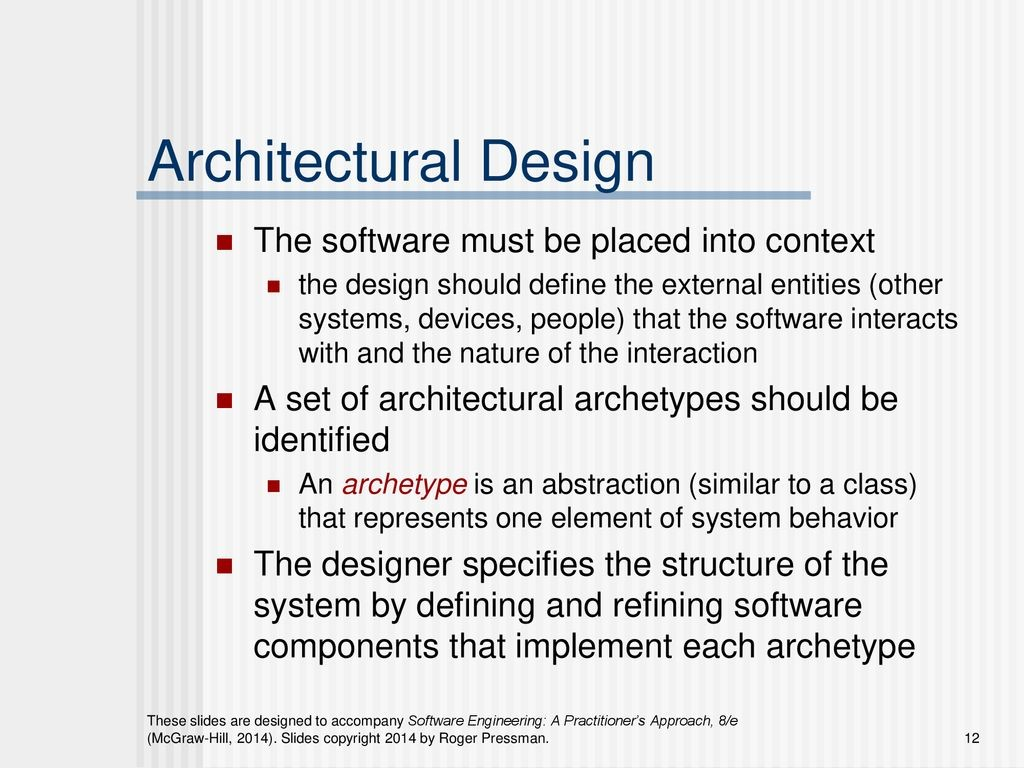 Architectural Design
The software must be placed into context
the design should define the external entities (other
systems, devices, people) that the software interacts
with and the nature of the interaction
A set of architectural archetypes should be
identified
An archetype is an abstraction (similar to a class)
that represents one element of system behavior
The designer specifies the structure of the
system by defining and refining software
components that implement each archetype
These slides are designed to accompany Software Engineering: A Practitioner's Approach, 8/e
(McGraw-Hill, 2014). Slides copyright 2014 by Roger Pressman.
12